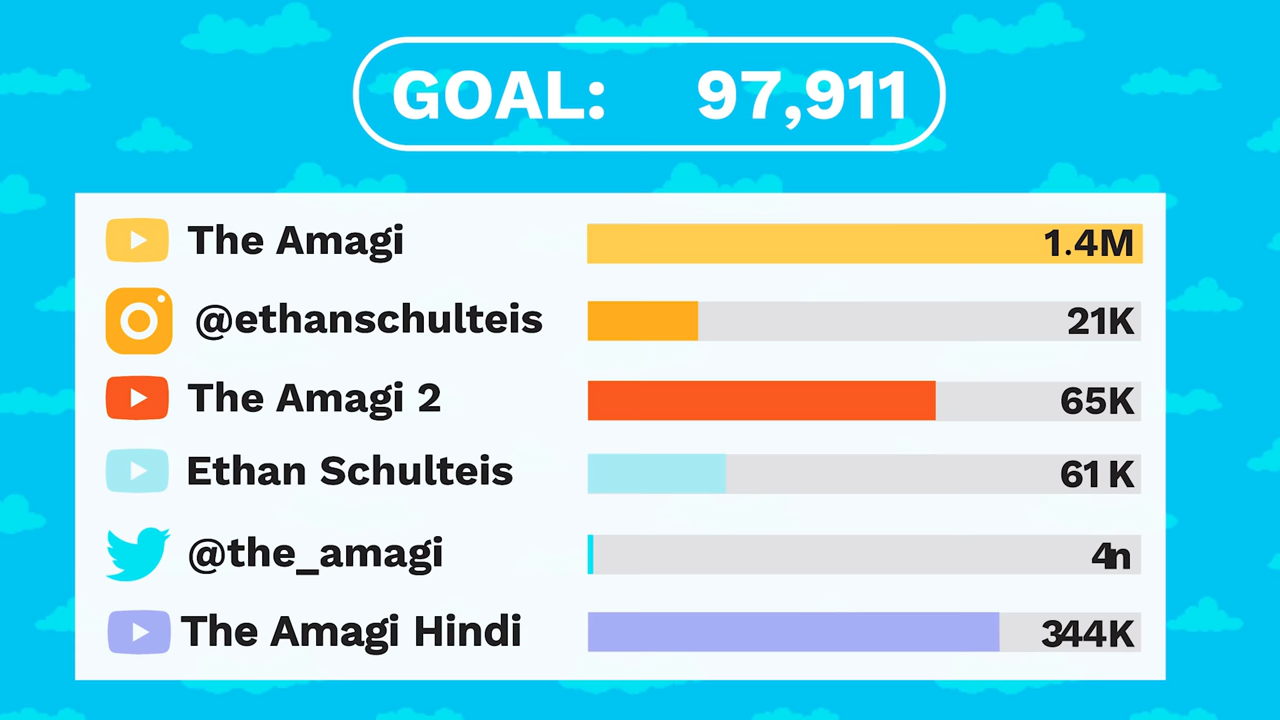 GOAL: 97,911
The Amagi 1.4M
@ethanschulteis 21K
The Amagi 2 65K
Ethan Schulteis 61 K
@the_amagi 4n
The Amagi Hindi 344K